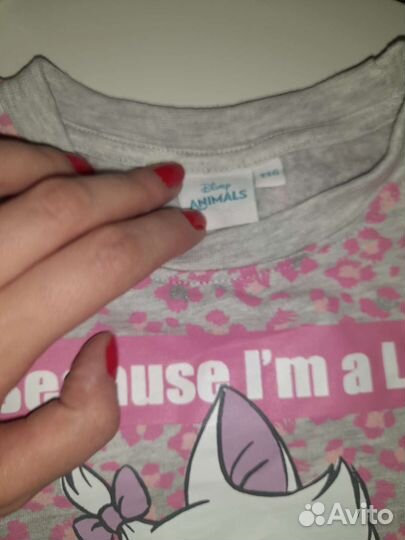 Disney
ANIMALS
Because I'm a L
Avito